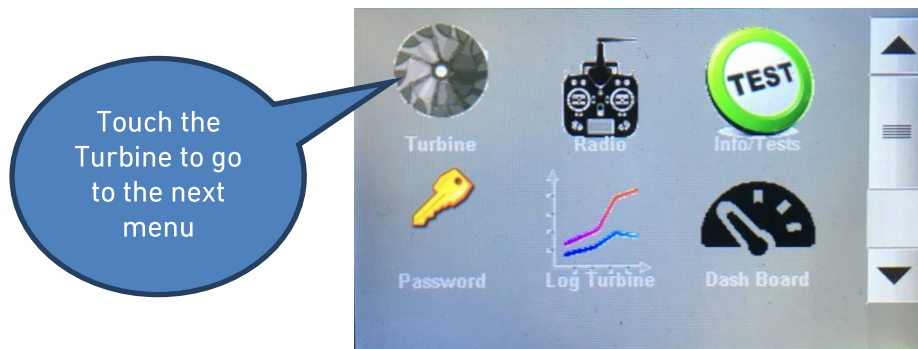 Touch the
Turbine to go
to the next
menu
TEST
Turbine
Radio
Info/Tests
Password
Log Turbine
Dash Board